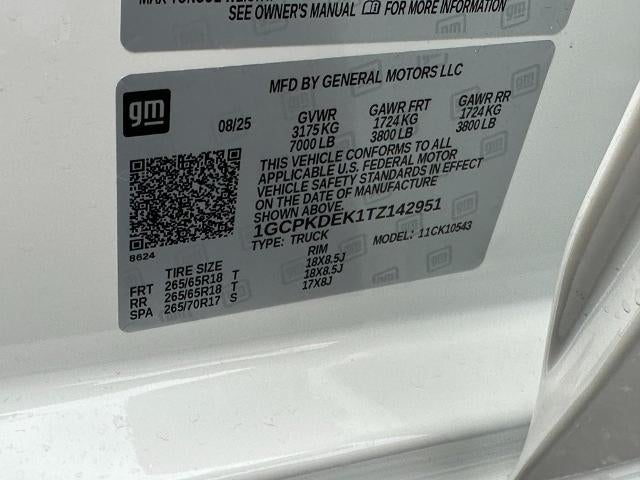 SEE OWNER'S MANUAL FOR MORE INFORMATION
gm
MFD BY GENERAL MOTORS LLC
08/25 GVWR GAWR FRT GAWR RR
3175 KG 1724 KG 1724 KG
7000 LB 3800 LB 3800 LB
THIS VEHICLE CONFORMS TO ALL
APPLICABLE U.S. FEDERAL MOTOR
VEHICLE SAFETY STANDARDS IN EFFECT
ON THE DATE OF MANUFACTURE
SHOWN ABOVE.
1GCPKDEK1TZ142951
TYPE: TRUCK MODEL: 11CK10543
8624
TIRE SIZE RIM
FRT 265/65R18 T 18X8.5J
RR 265/65R18 T 18X8.5J
SPA 265/70R17 S 17X8J